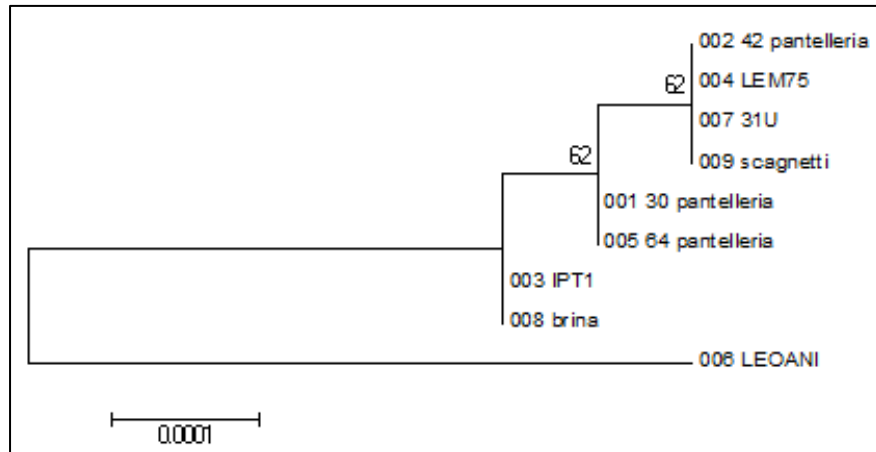 002 42 pantelleria
62
004 LEM75
007 31U
62
009 scagnetti
001 30 pantelleria
005 64 pantelleria
003 IPT1
008 brina
006 LEOANI
0.0001